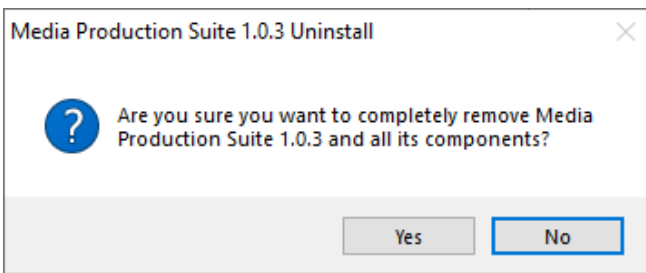 Media Production Suite 1.0.3 Uninstall
Are you sure you want to completely remove Media
Production Suite 1.0.3 and all its components?
Yes
No